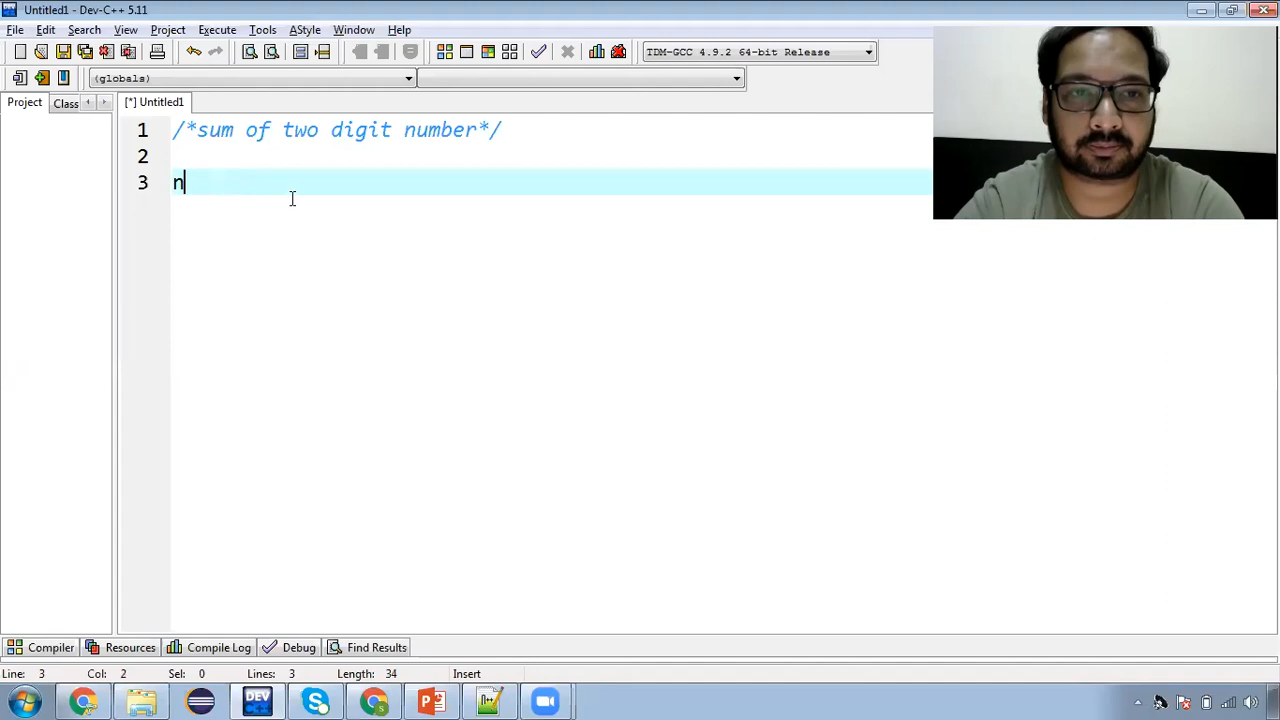 Untitled1 - Dev-C++ 5.11
File Edit Search View Project Execute Tools AStyle Window Help
TDM-GCC 4.9.2 64-bit Release
(globals)
Project Class [*] Untitled1
1 /*sum of two digit number*/
2
3 n
Compiler Resources Compile Log Debug Find Results
Line: 3 Col: 2 Sel: 0 Lines: 3 Length: 34 Insert
DEV C++